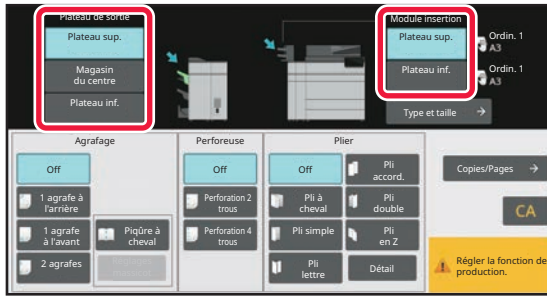 Plateau de sortie
Plateau sup.
Magasin
du centre
Plateau inf.
Module insertion
Plateau sup.
Ordin. 1
A3
Plateau inf.
Ordin. 1
A3
Type et taille
Agrafage
Off
1 agrafe à
l'arrière
1 agrafe
à l'avant
2 agrafes
Piqûre à
cheval
Perforeuse
Off
Perforation 2
trous
Perforation 4
trous
Plier
Off
Pli
accord.
Pli à
cheval
Pli
double
Pli simple
Pli
en Z
Pli
lettre
Détail
Copies/Pages
CA
Régler la fonction de
production.